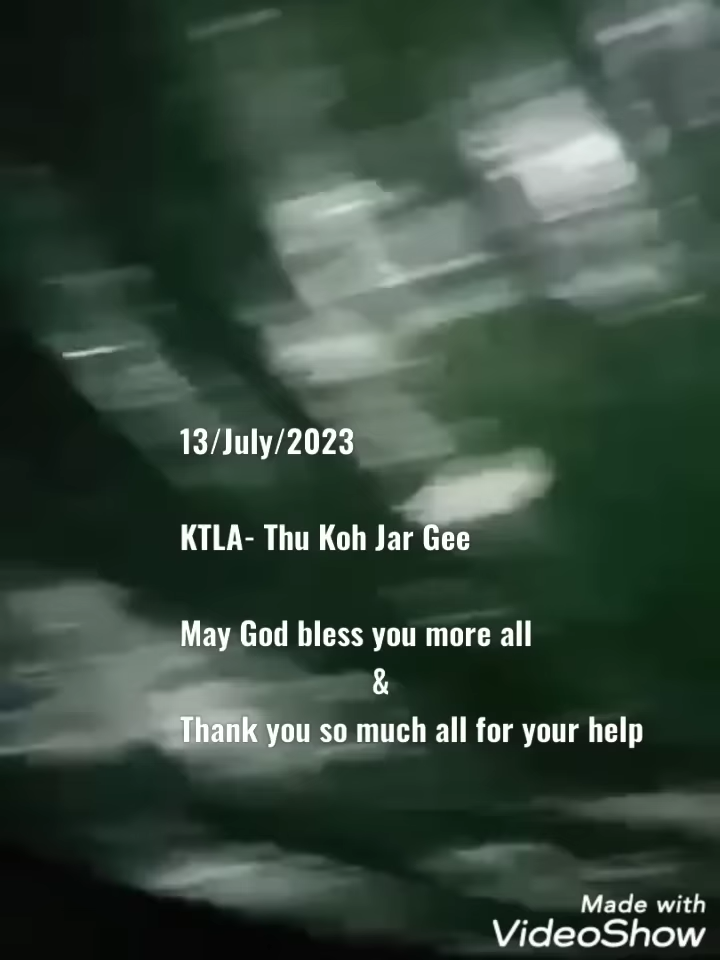 13/July/2023
KTLA- Thu Koh Jar Gee
May God bless you more all
&
Thank you so much all for your help
Made with
VideoShow